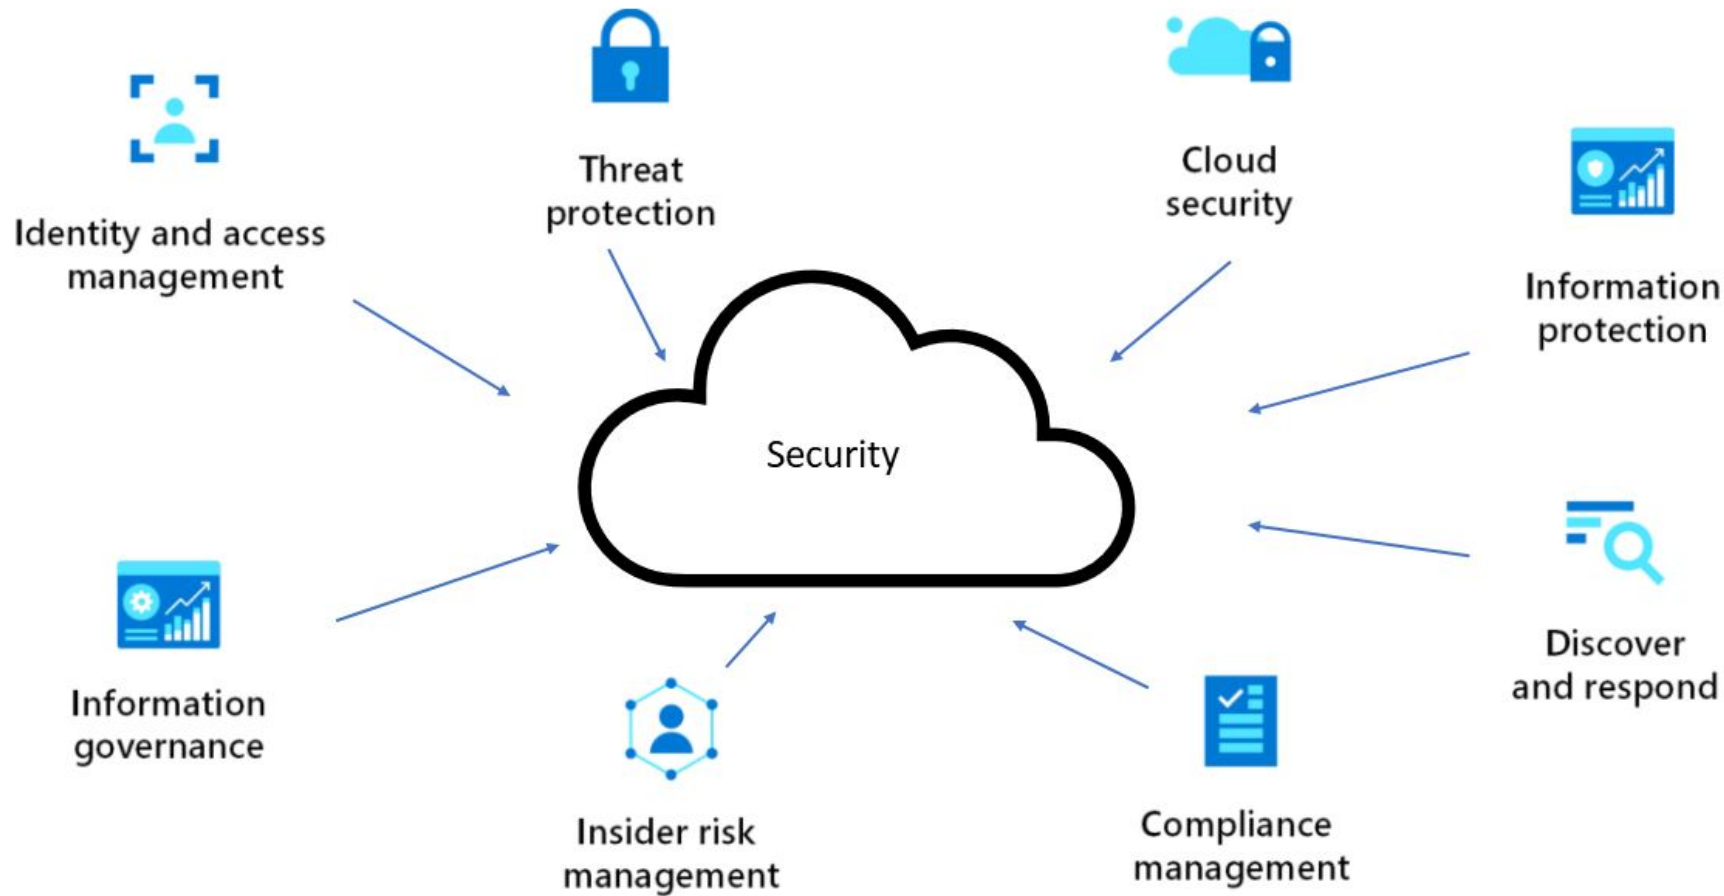 Identity and access
management
Threat
protection
Cloud
security
Information
protection
Security
Discover
and respond
Information
governance
Insider risk
management
Compliance
management